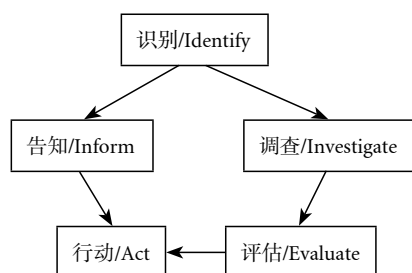 识别/Identify
告知/Inform
调查/Investigate
行动/Act
评估/Evaluate